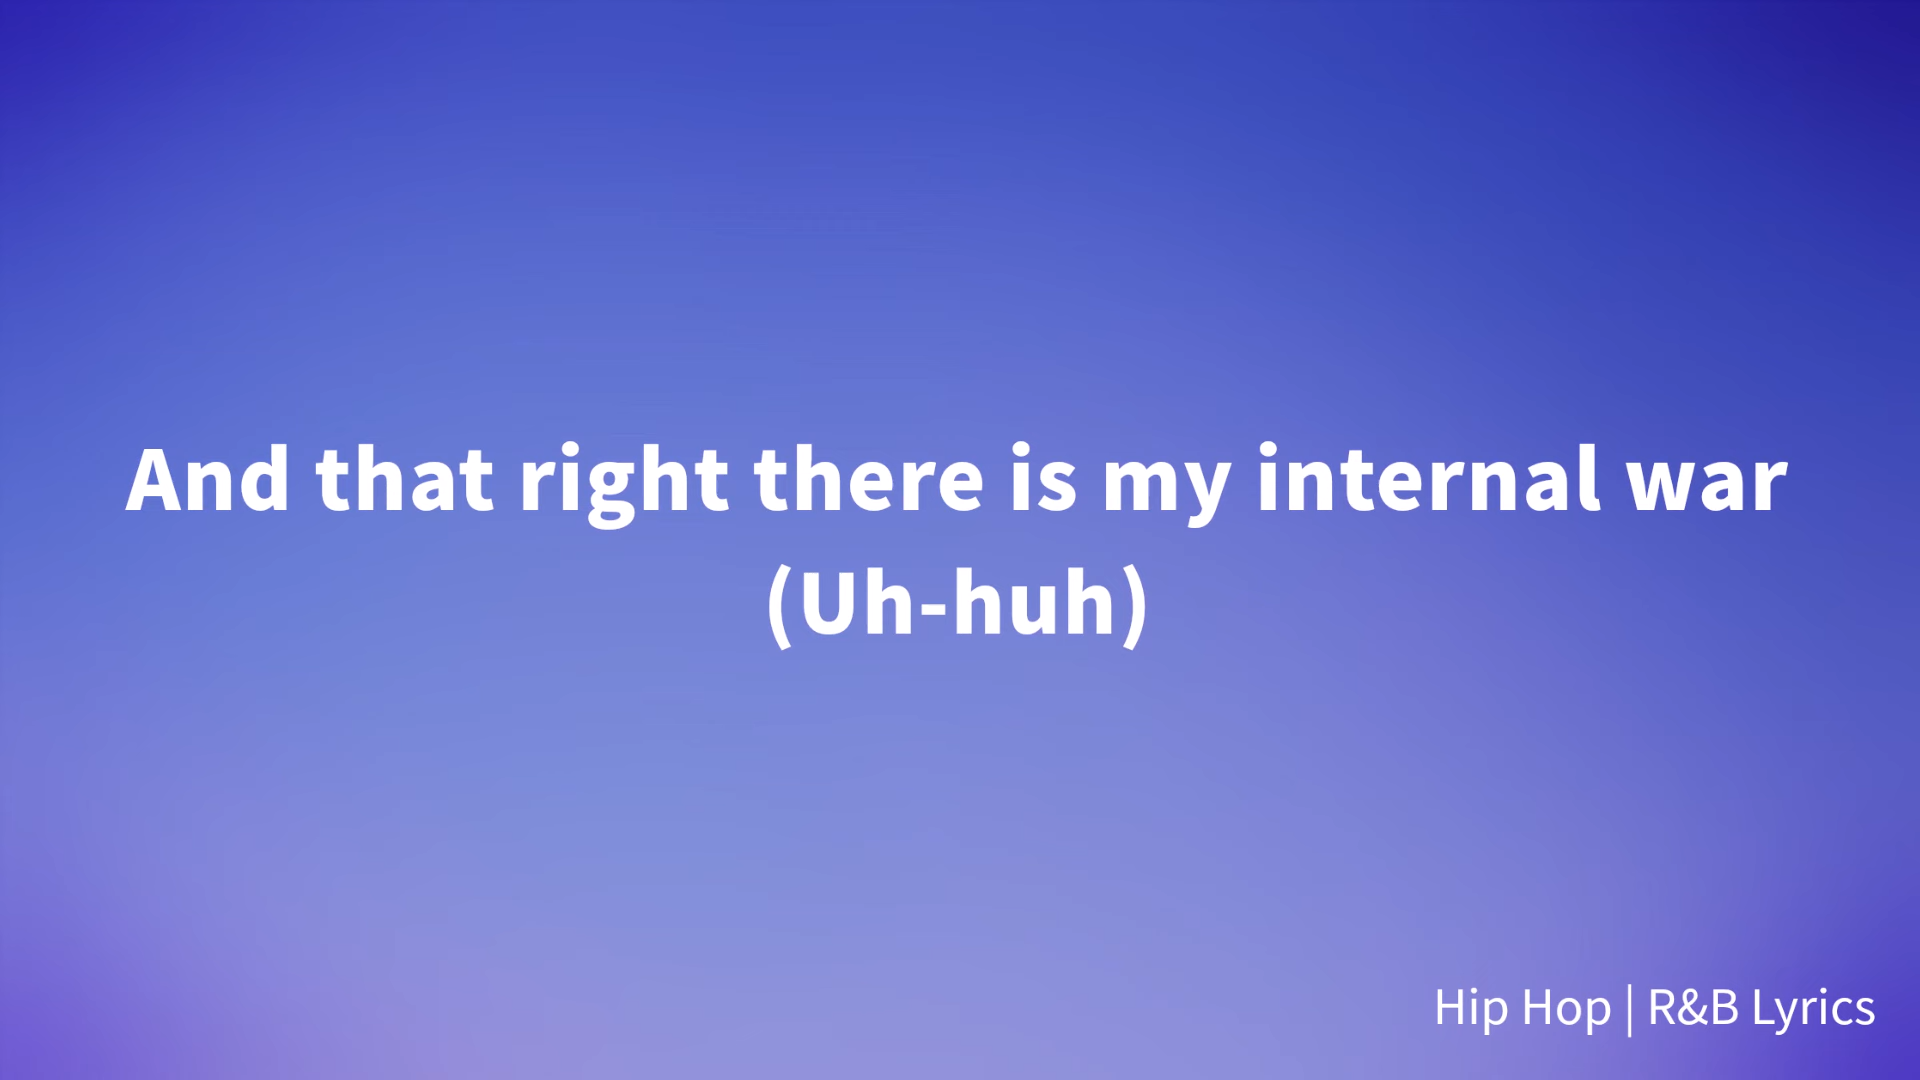 And that right there is my internal war
(Uh-huh)
Hip Hop | R&B Lyrics